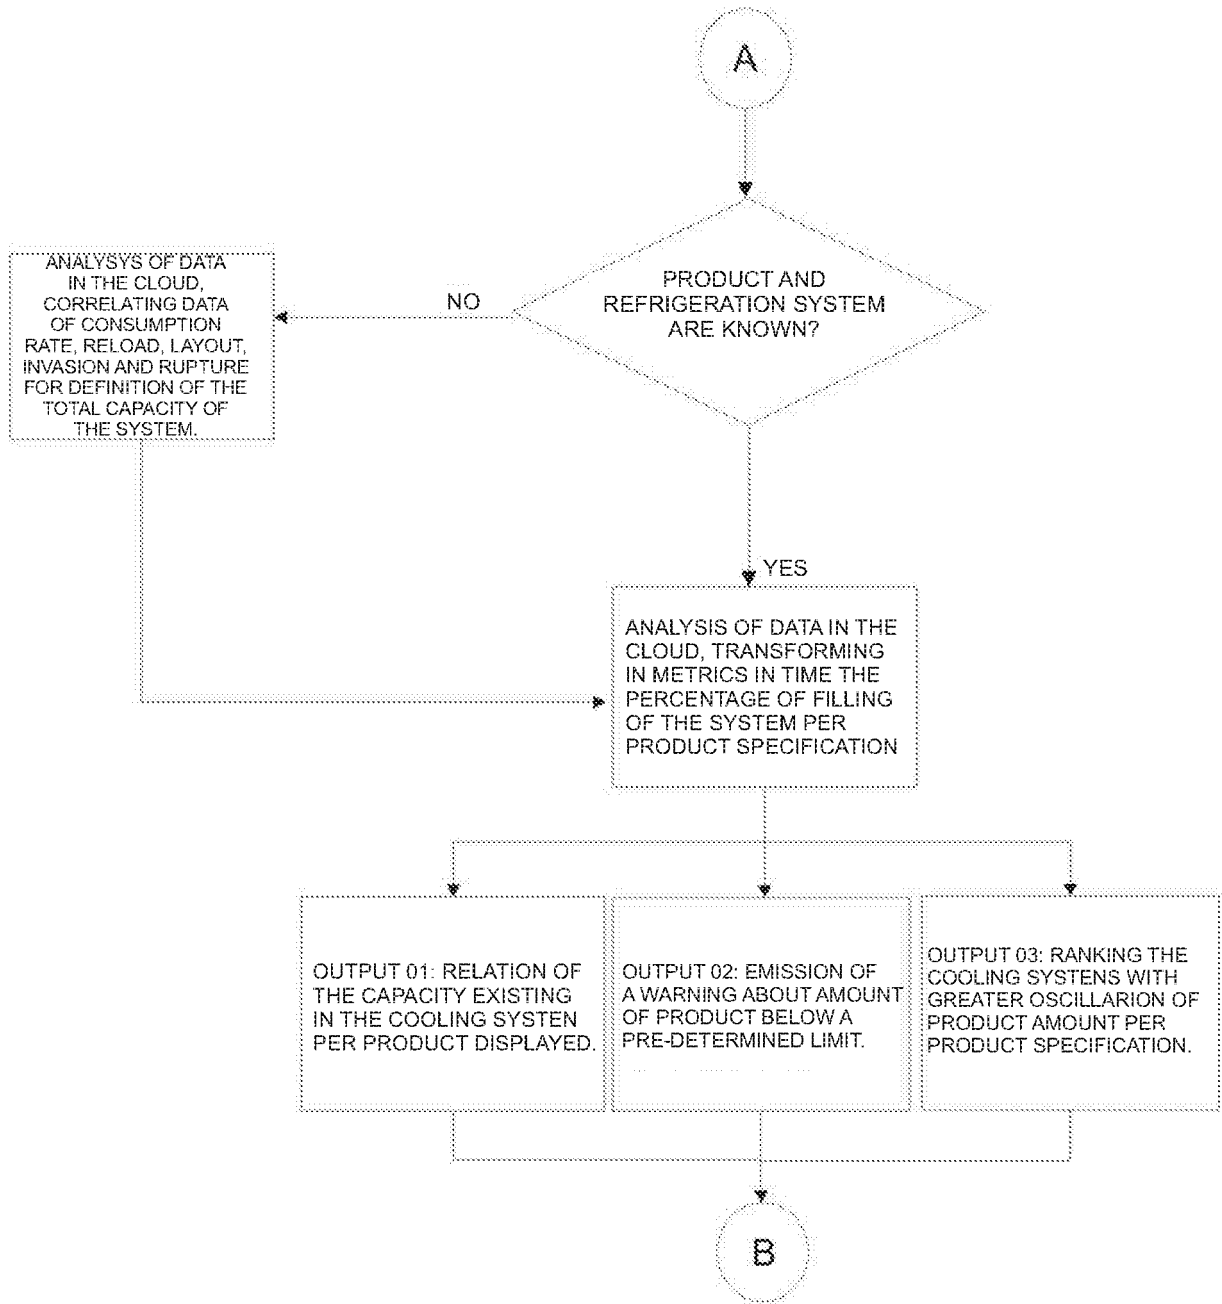 A
PRODUCT AND
REFRIGERATION SYSTEM
ARE KNOWN?
NO
ANALYSYS OF DATA
IN THE CLOUD,
CORRELATING DATA
OF CONSUMPTION
RATE, RELOAD, LAYOUT,
INVASION AND RUPTURE
FOR DEFINITION OF THE
TOTAL CAPACITY OF
THE SYSTEM.
YES
ANALYSIS OF DATA IN THE
CLOUD, TRANSFORMING
IN METRICS IN TIME THE
PERCENTAGE OF FILLING
OF THE SYSTEM PER
PRODUCT SPECIFICATION
OUTPUT 01: RELATION OF
THE CAPACITY EXISTING
IN THE COOLING SYSTEN
PER PRODUCT DISPLAYED.
OUTPUT 02: EMISSION OF
A WARNING ABOUT AMOUNT
OF PRODUCT BELOW A
PRE-DETERMINED LIMIT.
OUTPUT 03: RANKING THE
COOLING SYSTENS WITH
GREATER OSCILLARION OF
PRODUCT AMOUNT PER
PRODUCT SPECIFICATION.
B